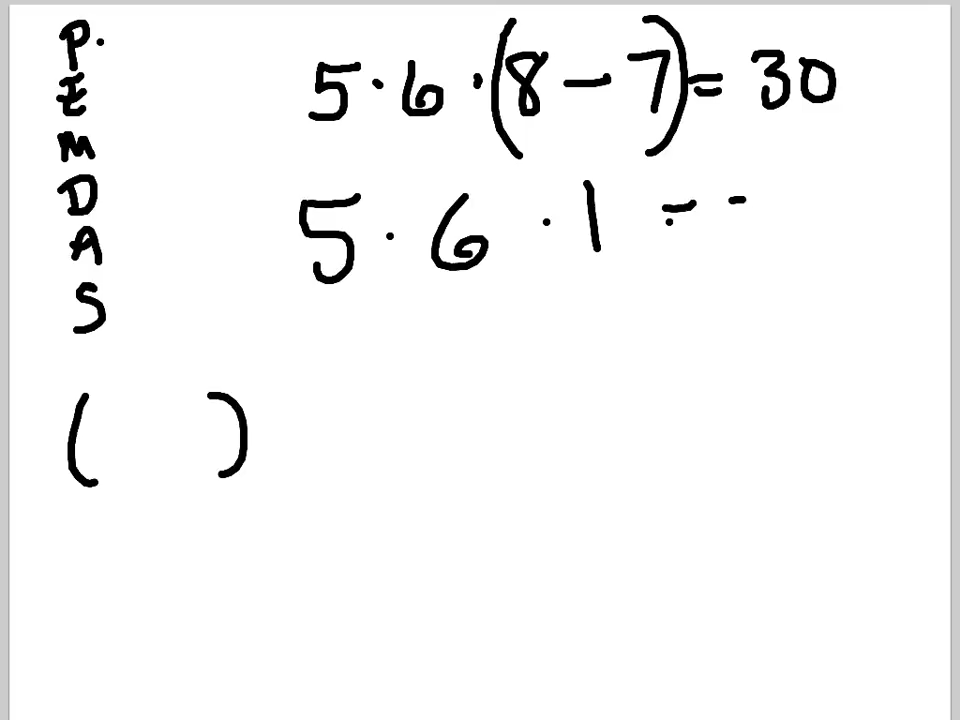 P.
E
M
D
A
S
5 · 6 · (8 − 7) = 30
5 · 6 · 1 =
( )